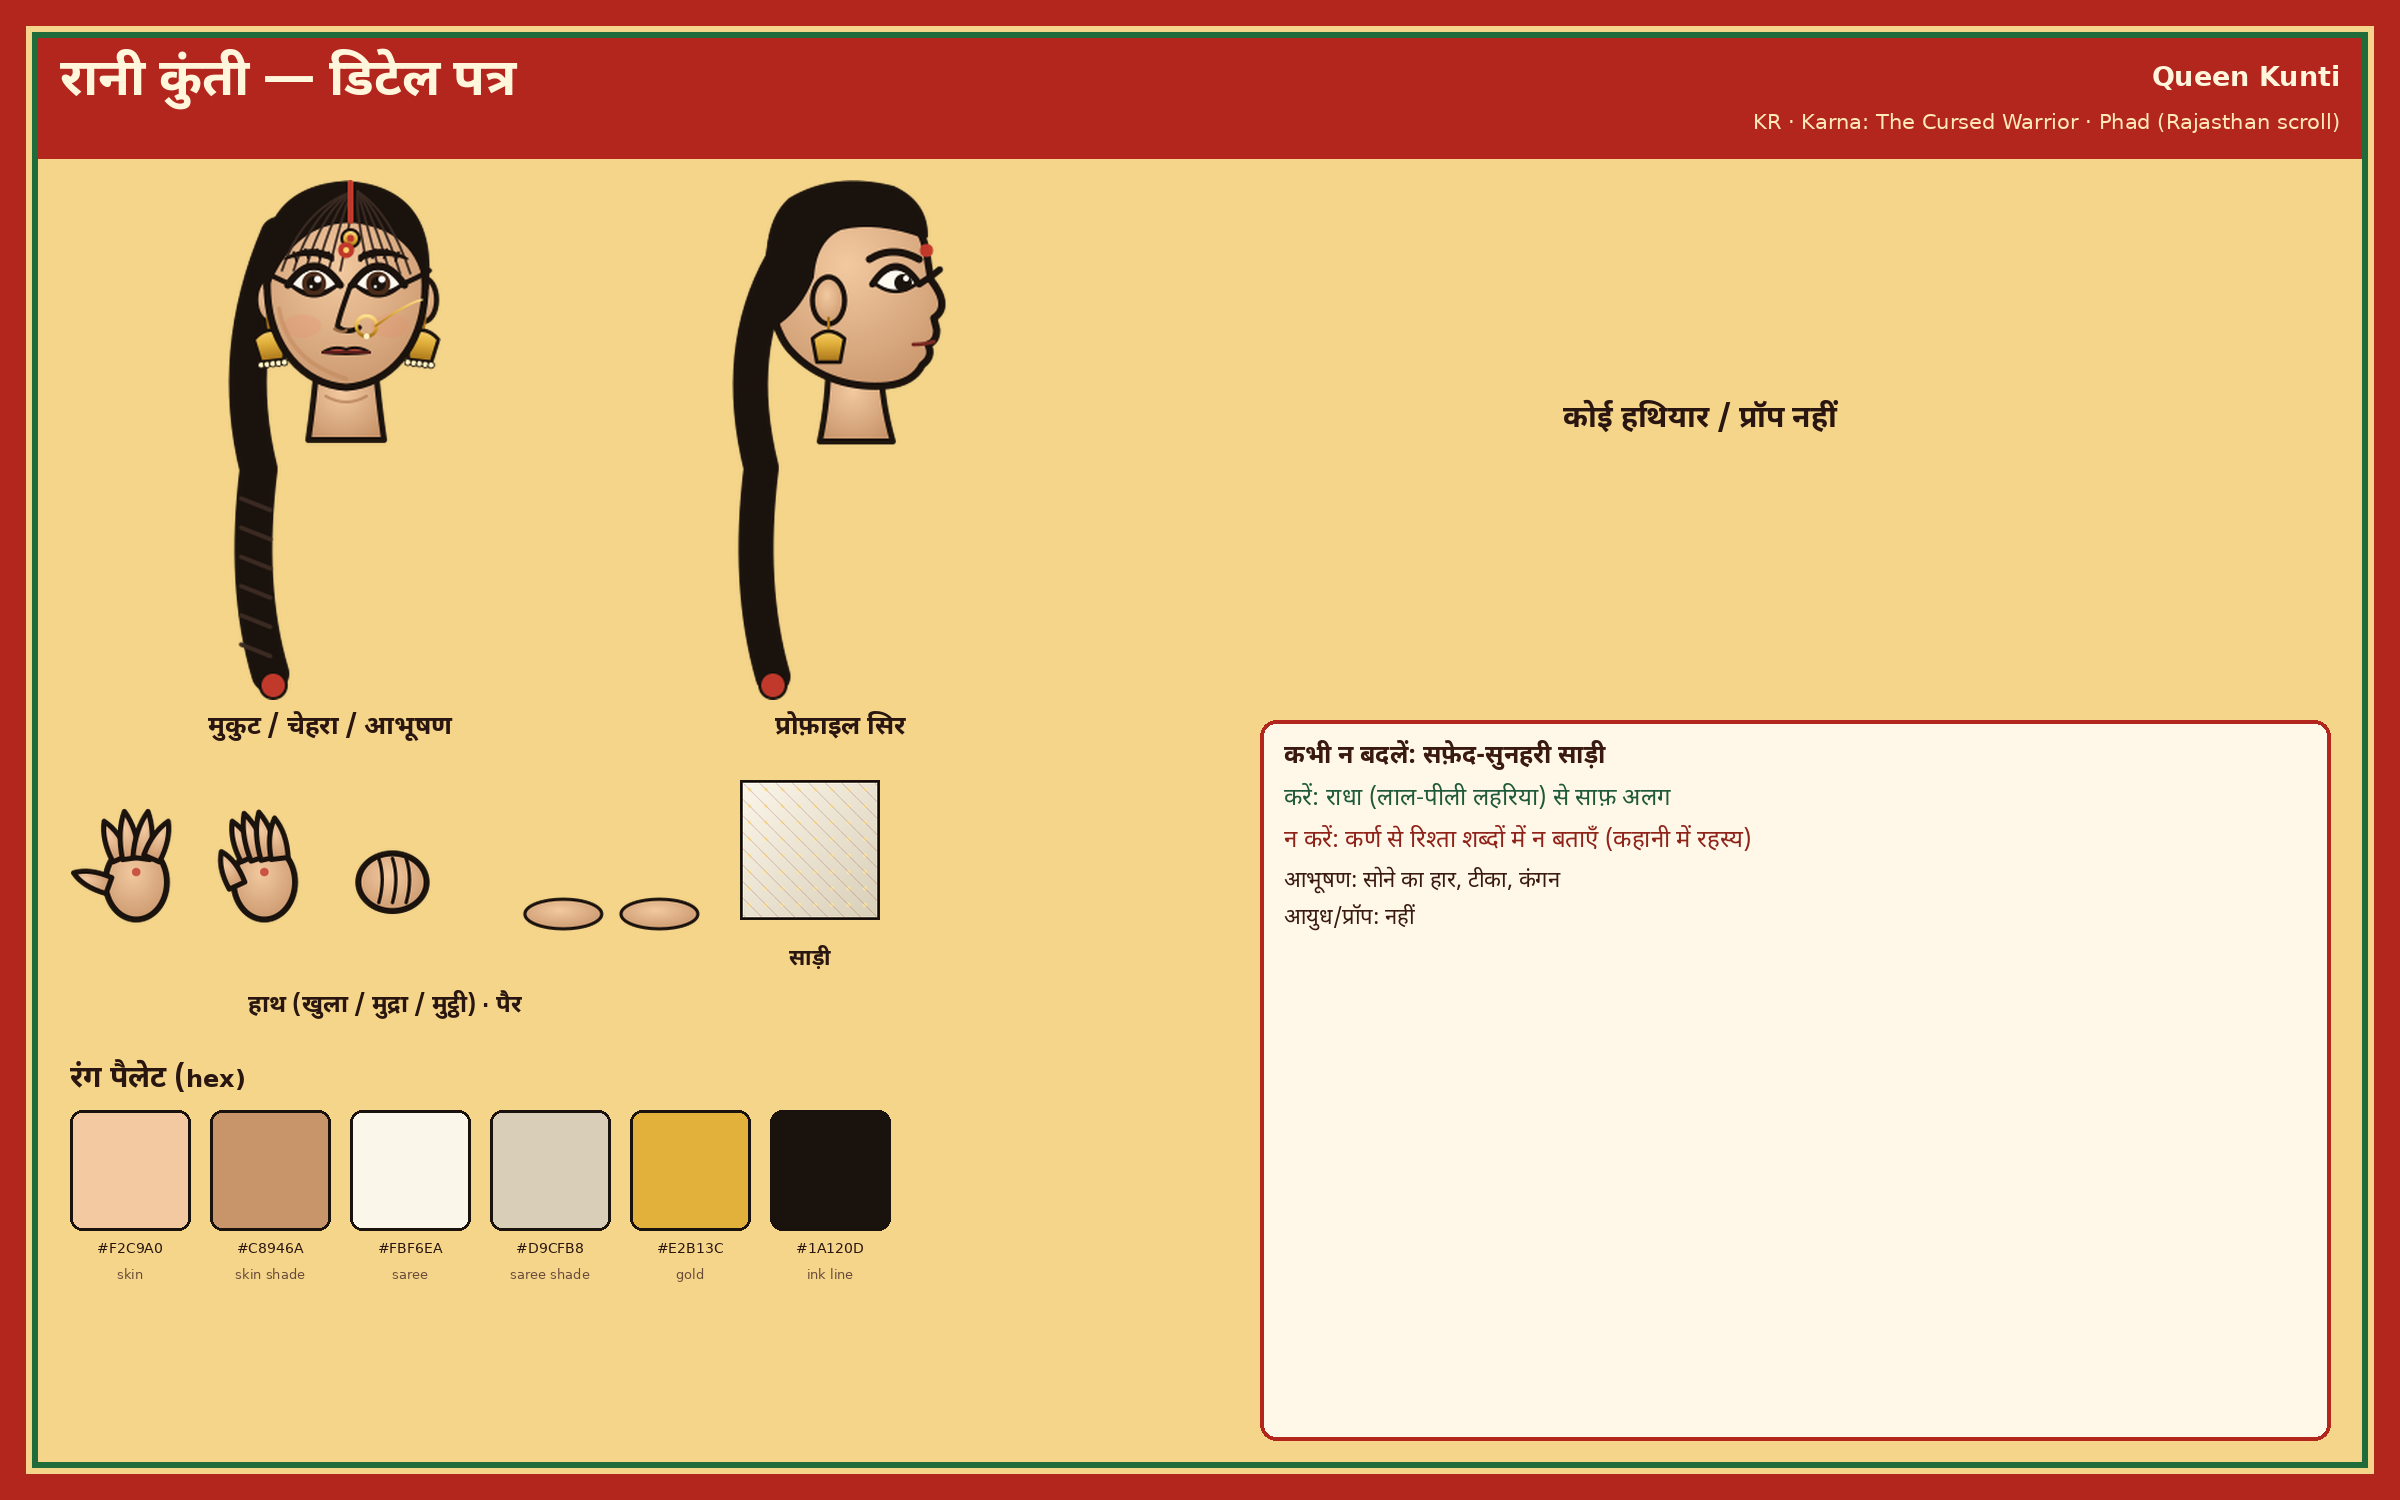 रानी कुंती — डिटेल पत्र
Queen Kunti
KR · Karna: The Cursed Warrior · Phad (Rajasthan scroll)
कोई हथियार / प्रॉप नहीं
मुकुट / चेहरा / आभूषण
प्रोफ़ाइल सिर
साड़ी
हाथ (खुला / मुद्रा / मुट्ठी) · पैर
रंग पैलेट (hex)
#F2C9A0
#C8946A
#FBF6EA
#D9CFB8
#E2B13C
#1A120D
skin
skin shade
saree
saree shade
gold
ink line
कभी न बदलें: सफ़ेद-सुनहरी साड़ी
करें: राधा (लाल-पीली लहरिया) से साफ़ अलग
न करें: कर्ण से रिश्ता शब्दों में न बताएँ (कहानी में रहस्य)
आभूषण: सोने का हार, टीका, कंगन
आयुध/प्रॉप: नहीं